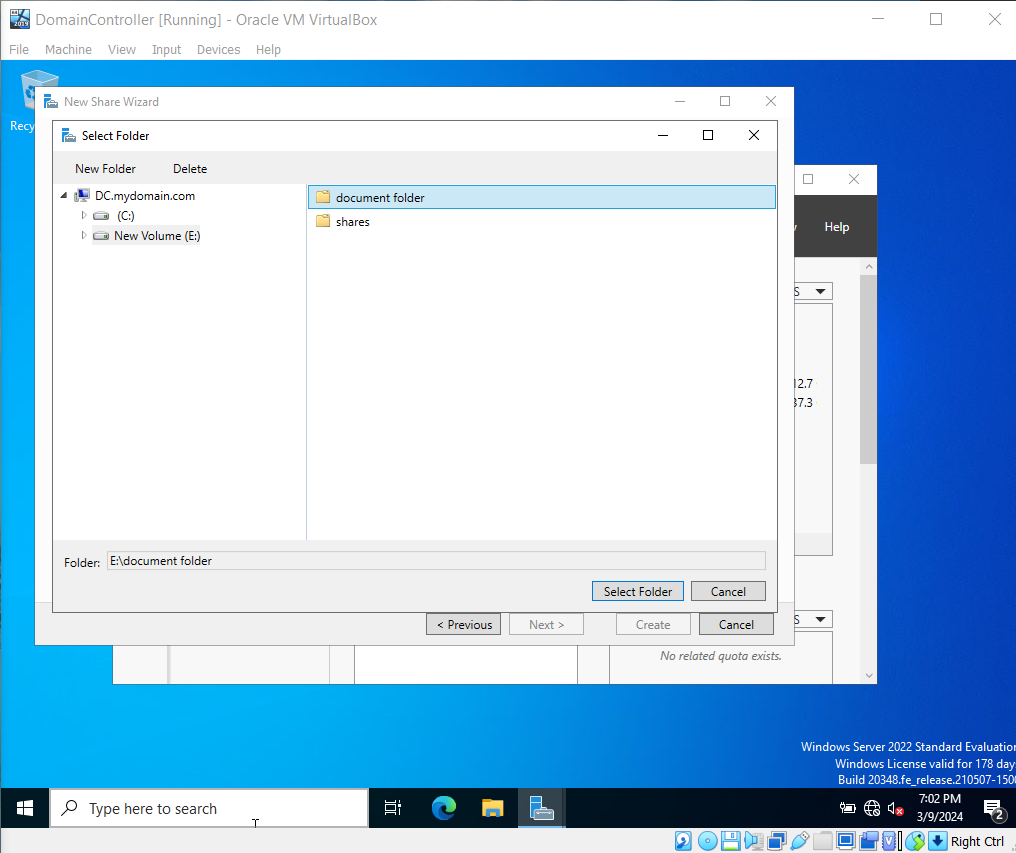 DomainController [Running] - Oracle VM VirtualBox
File Machine View Input Devices Help
Recy
New Share Wizard
Select Folder
New Folder Delete
DC.mydomain.com
(C:)
New Volume (E:)
document folder
shares
Help
S
12.7
37.3
Folder: E:\document folder
Select Folder Cancel
< Previous Next > Create Cancel
S
No related quota exists.
Windows Server 2022 Standard Evaluation
Windows License valid for 178 day
Build 20348.fe_release.210507-150
Type here to search
7:02 PM
3/9/2024
2
Right Ctrl